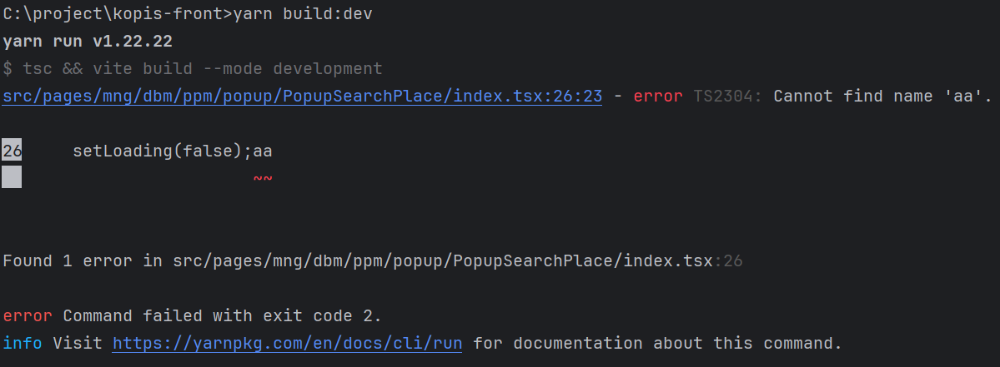 C:\project\kopis-front>yarn build:dev
yarn run v1.22.22
$ tsc && vite build --mode development
src/pages/mng/dbm/ppm/popup/PopupSearchPlace/index.tsx:26:23 - error TS2304: Cannot find name 'aa'.
26     setLoading(false);aa
~~
Found 1 error in src/pages/mng/dbm/ppm/popup/PopupSearchPlace/index.tsx:26
error Command failed with exit code 2.
info Visit https://yarnpkg.com/en/docs/cli/run for documentation about this command.